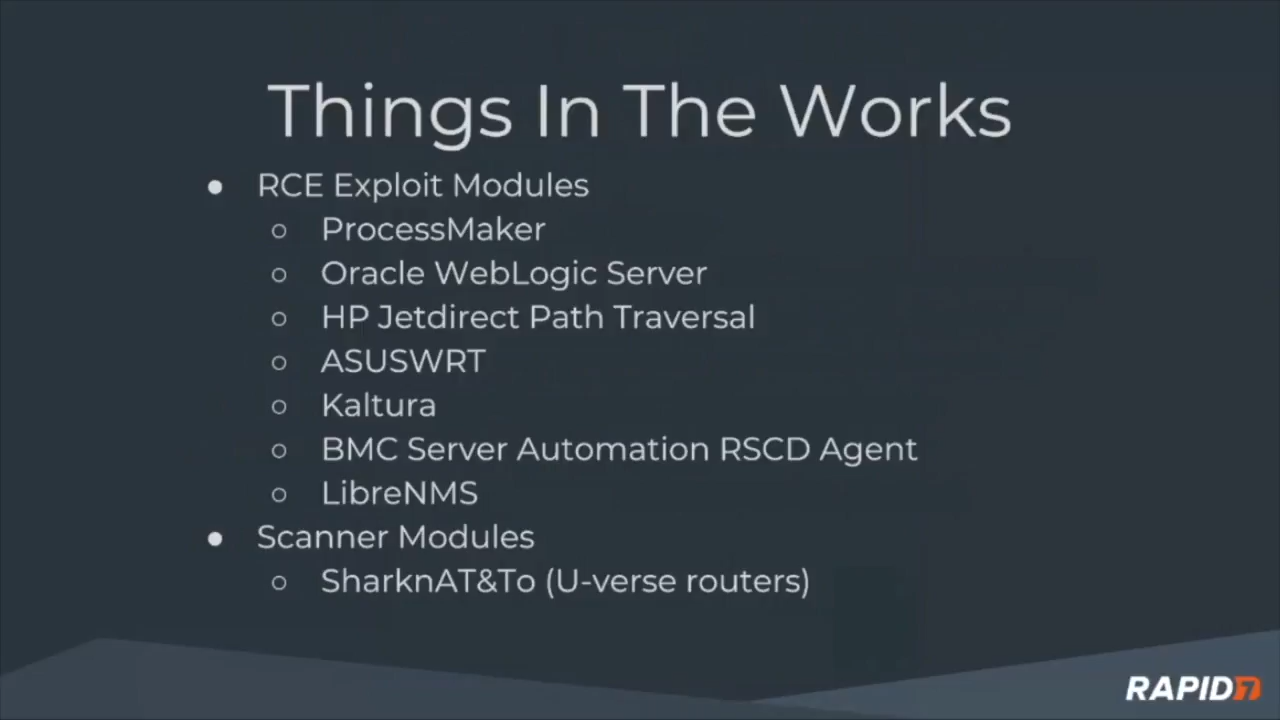 Things In The Works
● RCE Exploit Modules
○ ProcessMaker
○ Oracle WebLogic Server
○ HP Jetdirect Path Traversal
○ ASUSWRT
○ Kaltura
○ BMC Server Automation RSCD Agent
○ LibreNMS
● Scanner Modules
○ SharknAT&To (U-verse routers)
RAPID7